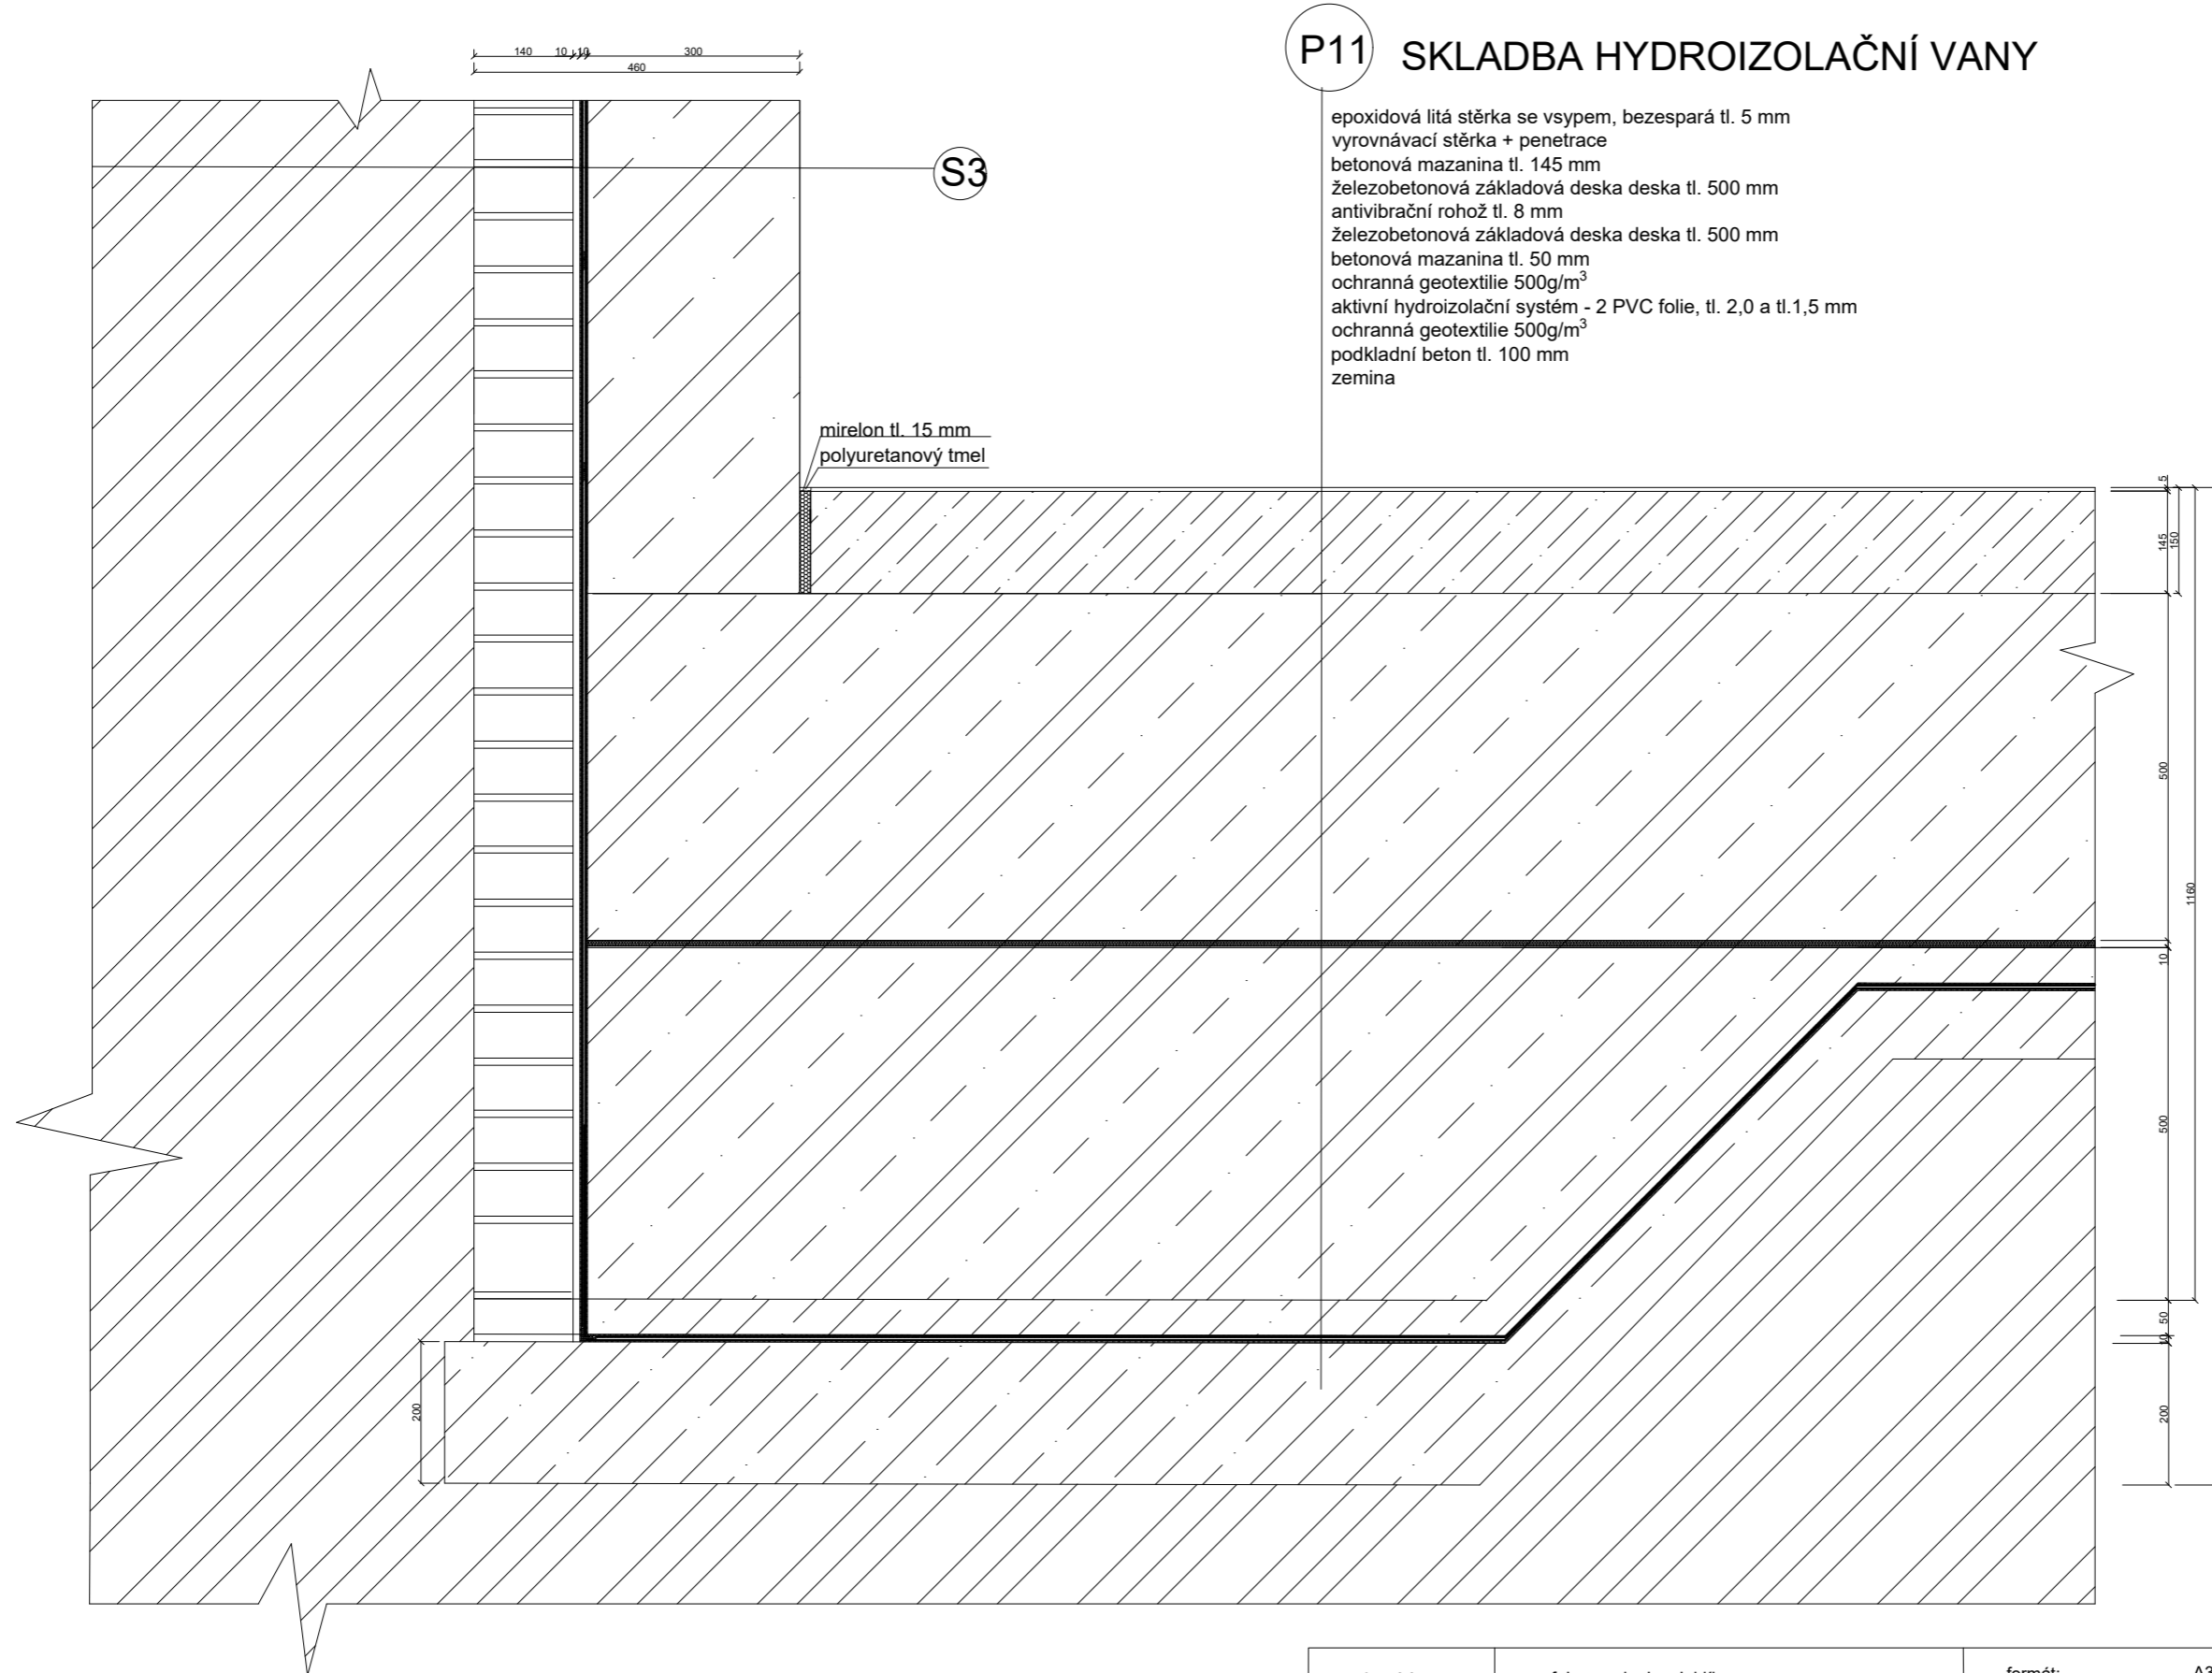 P11 SKLADBA HYDROIZOLAČNÍ VANY
epoxidová litá stěrka se vsypem, bezespará tl. 5 mm
vyrovnávací stěrka + penetrace
betonová mazanina tl. 145 mm
železobetonová základová deska deska tl. 500 mm
antivibrační rohož tl. 8 mm
železobetonová základová deska deska tl. 500 mm
betonová mazanina tl. 50 mm
ochranná geotextilie 500g/m³
aktivní hydroizolační systém - 2 PVC folie, tl. 2,0 a tl.1,5 mm
ochranná geotextilie 500g/m³
podkladní beton tl. 100 mm
zemina
140 10 10 300
460
S3
mirelon tl. 15 mm
polyuretanový tmel
5
145
150
500
1160
10
500
50
10
200
200